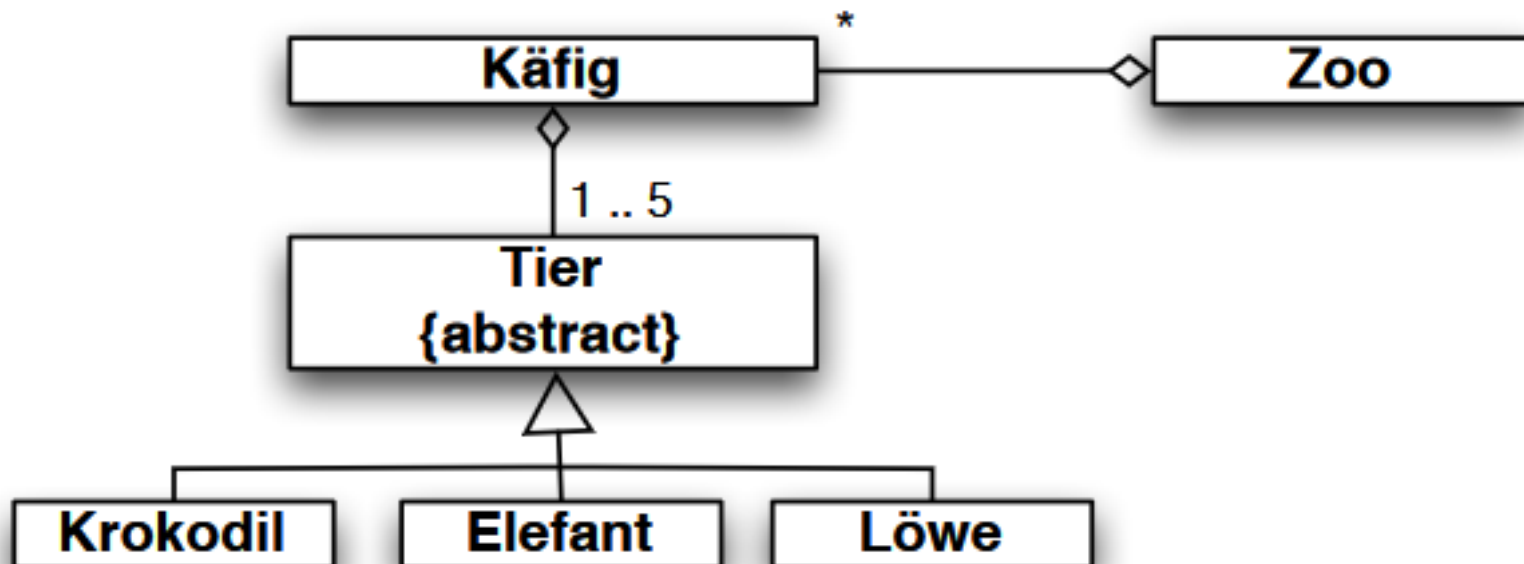 *
Käfig
Zoo
1 .. 5
Tier
{abstract}
Krokodil
Elefant
Löwe